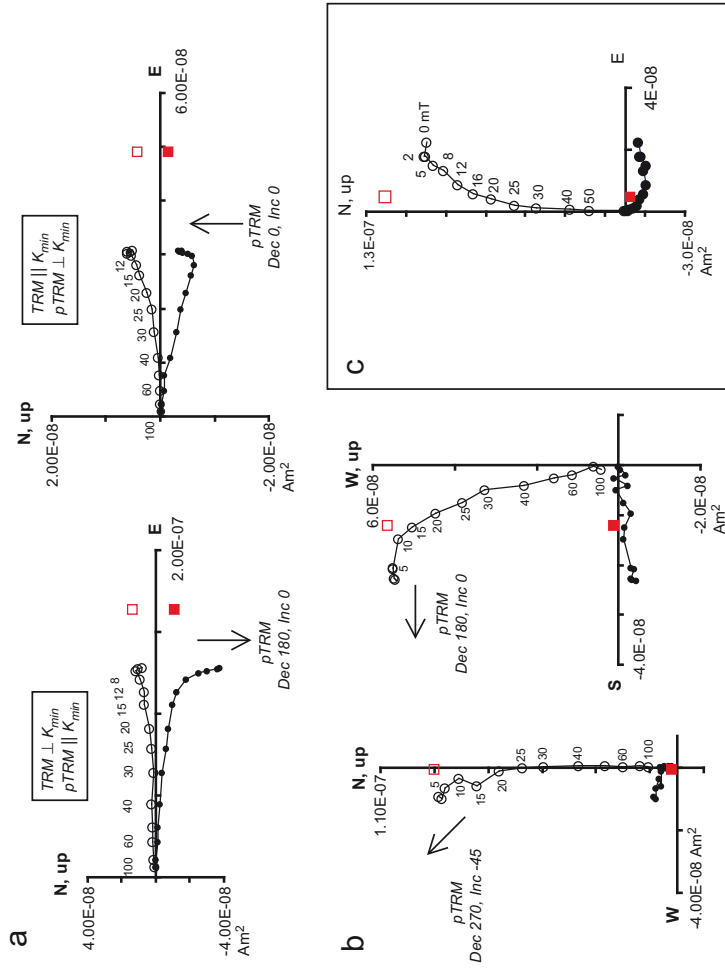 a
TRM ⊥ Kmin
pTRM || Kmin
N, up
4.00E-08
100
60
40
30
25
20
15
12
8
E
2.00E-07
-4.00E-08
Am²
pTRM
Dec 180, Inc 0
TRM || Kmin
pTRM ⊥ Kmin
N, up
2.00E-08
100
60
40
30
25
20
15
12
E
6.00E-08
-2.00E-08
Am²
pTRM
Dec 0, Inc 0
b
N, up
1.10E-07
pTRM
Dec 270, Inc -45
5
10
15
20
25
30
40
60
100
W
-4.00E-08 Am²
W, up
6.0E-08
pTRM
Dec 180, Inc 0
5
10
15
20
25
30
40
60
100
S
-4.0E-08
-2.0E-08
Am²
c
N, up
1.3E-07
0 mT
2
5
8
12
16
20
25
30
40
50
E
4E-08
-3.0E-08
Am²